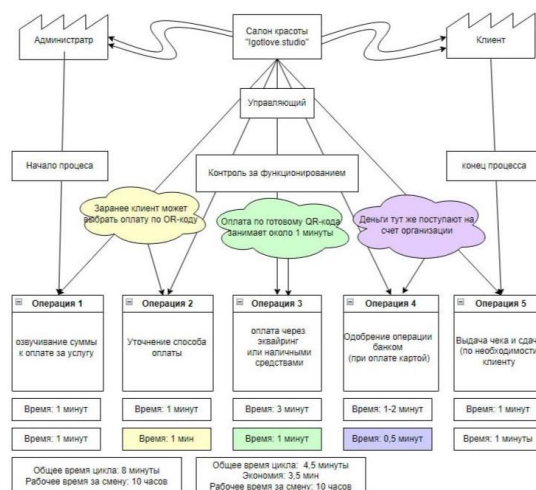 Администратр
Салон красоты
"Igotlove.studio"
Клиент
Управляющий
Начало процеса
Контроль за функционированием
конец процесса
Заранее клиент может
выбрать оплату по OR-коду
Оплата по готовому QR-кода
занимает около 1 минуты
Деньги тут же поступают на
счет организации
Операция 1
озвучивание суммы
к оплате за услугу
Операция 2
Уточнение способа
оплаты
Операция 3
оплата через
эквайринг
или наличными
средствами
Операция 4
Одобрение операции
банком
(при оплате картой)
Операция 5
Выдача чека и сдач
(по необходимости
клиенту
Время: 1 минут
Время: 1 минут
Время: 3 минут
Время: 1-2 минут
Время: 1 минут
Время: 1 минут
Время: 1 мин
Время: 1 минут
Время: 0,5 минут
Время: 1 минуты
Общее время цикла: 8 минуты
Рабочее время за смену: 10 часов
Общее время цикла: 4,5 минуты
Экономия: 3,5 мин
Рабочее время за смену: 10 часов